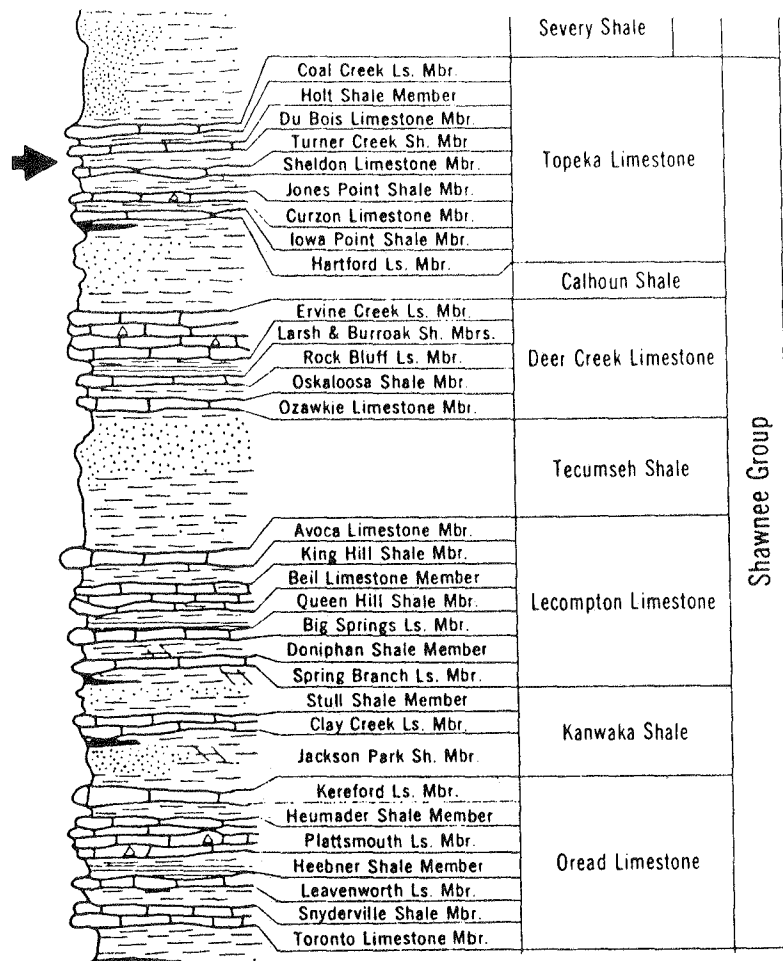 Severy Shale
Coal Creek Ls. Mbr.
Holt Shale Member
Du Bois Limestone Mbr.
Turner Creek Sh. Mbr
Sheldon Limestone Mbr.
Jones Point Shale Mbr.
Curzon Limestone Mbr.
Iowa Point Shale Mbr.
Hartford Ls. Mbr.
Topeka Limestone
Calhoun Shale
Ervine Creek Ls. Mbr.
Larsh & Burroak Sh. Mbrs.
Rock Bluff Ls. Mbr.
Oskaloosa Shale Mbr.
Ozawkie Limestone Mbr.
Deer Creek Limestone
Tecumseh Shale
Avoca Limestone Mbr.
King Hill Shale Mbr.
Beil Limestone Member
Queen Hill Shale Mbr.
Big Springs Ls. Mbr.
Doniphan Shale Member
Spring Branch Ls. Mbr.
Lecompton Limestone
Stull Shale Member
Clay Creek Ls. Mbr.
Jackson Park Sh. Mbr.
Kanwaka Shale
Kereford Ls. Mbr.
Heumader Shale Member
Plattsmouth Ls. Mbr.
Heebner Shale Member
Leavenworth Ls. Mbr.
Snyderville Shale Mbr.
Toronto Limestone Mbr.
Oread Limestone
Shawnee Group